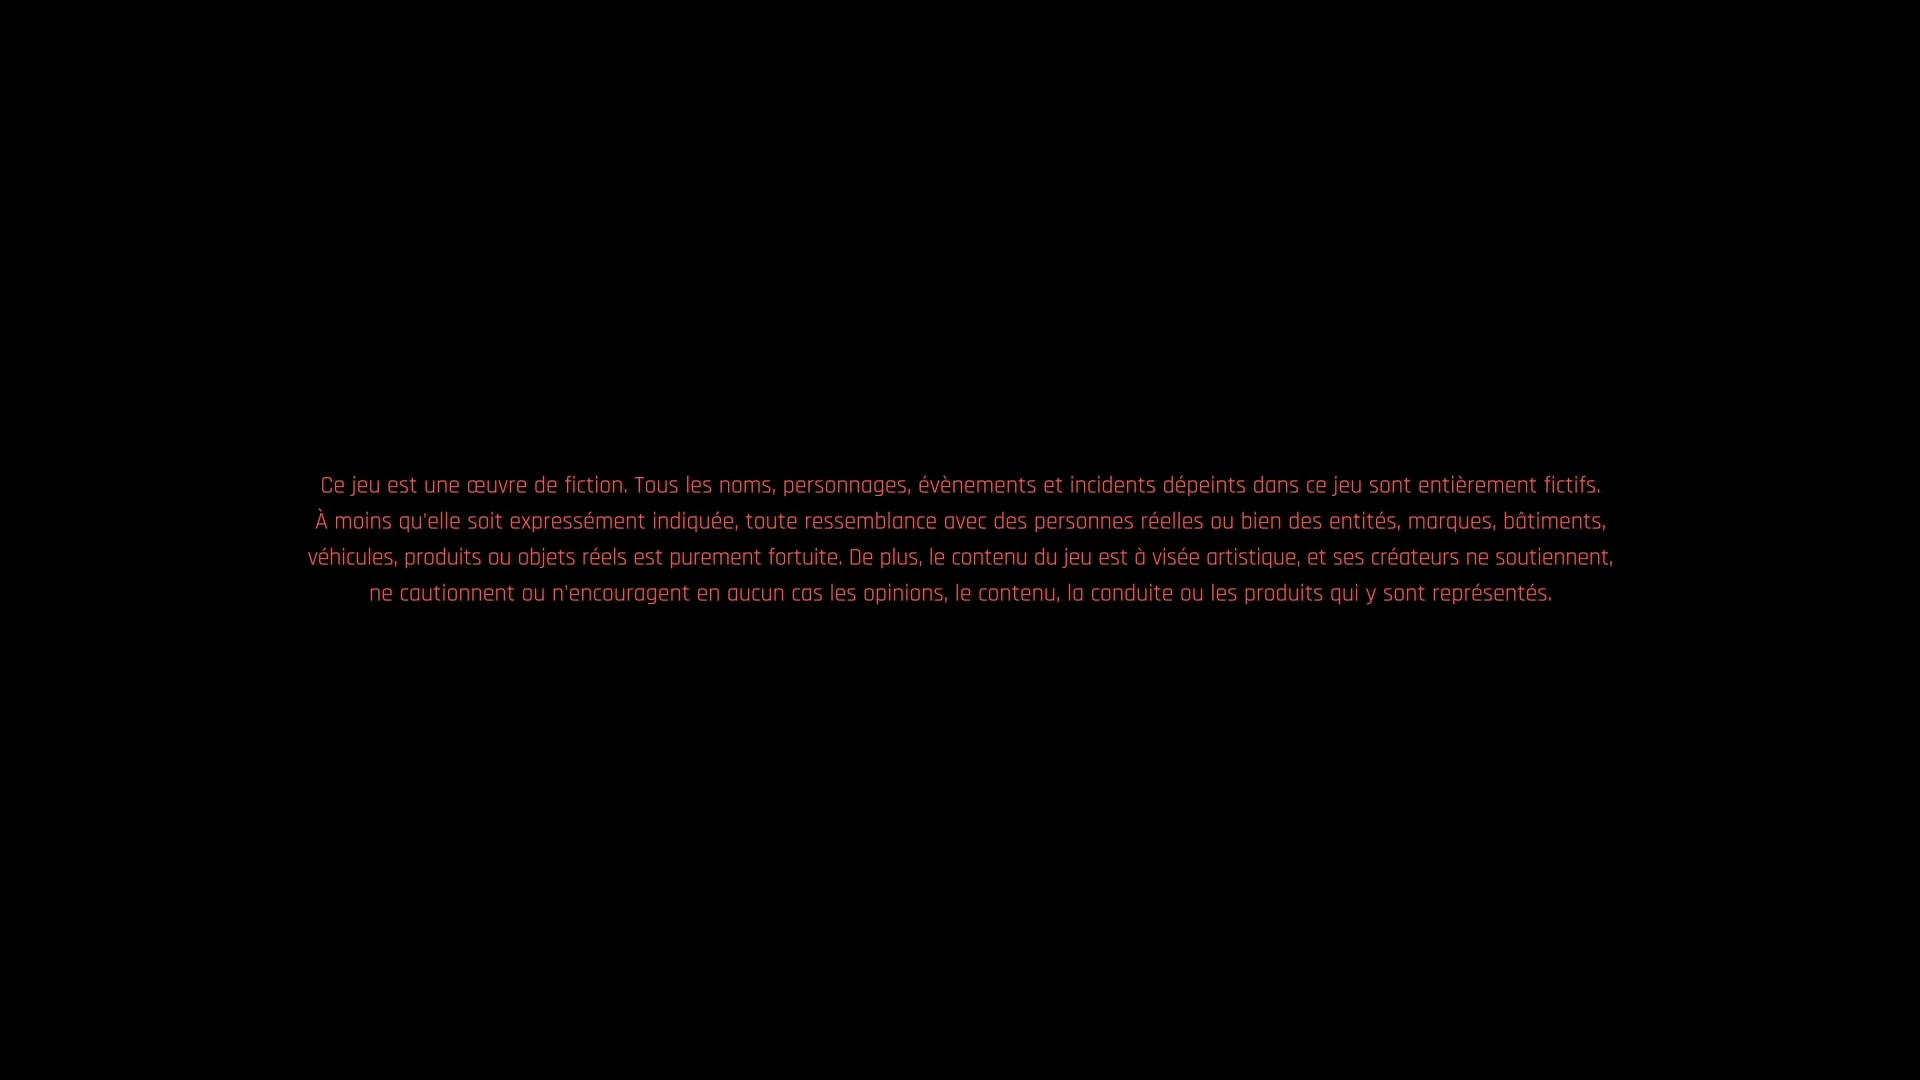 Ce jeu est une œuvre de fiction. Tous les noms, personnages, évènements et incidents dépeints dans ce jeu sont entièrement fictifs.
À moins qu'elle soit expressément indiquée, toute ressemblance avec des personnes réelles ou bien des entités, marques, bâtiments,
véhicules, produits ou objets réels est purement fortuite. De plus, le contenu du jeu est à visée artistique, et ses créateurs ne soutiennent,
ne cautionnent ou n'encouragent en aucun cas les opinions, le contenu, la conduite ou les produits qui y sont représentés.